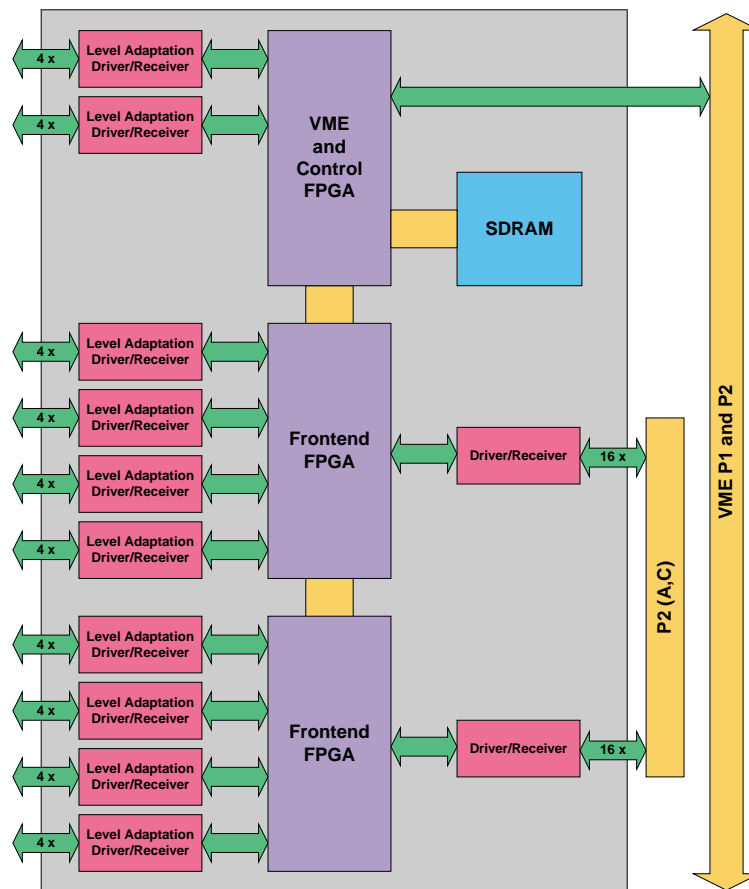 4 x
Level Adaptation
Driver/Receiver
4 x
Level Adaptation
Driver/Receiver
VME
and
Control
FPGA
SDRAM
4 x
Level Adaptation
Driver/Receiver
4 x
Level Adaptation
Driver/Receiver
4 x
Level Adaptation
Driver/Receiver
4 x
Level Adaptation
Driver/Receiver
Frontend
FPGA
Driver/Receiver
16 x
4 x
Level Adaptation
Driver/Receiver
4 x
Level Adaptation
Driver/Receiver
4 x
Level Adaptation
Driver/Receiver
4 x
Level Adaptation
Driver/Receiver
Frontend
FPGA
Driver/Receiver
16 x
P2 (A,C)
VME P1 and P2